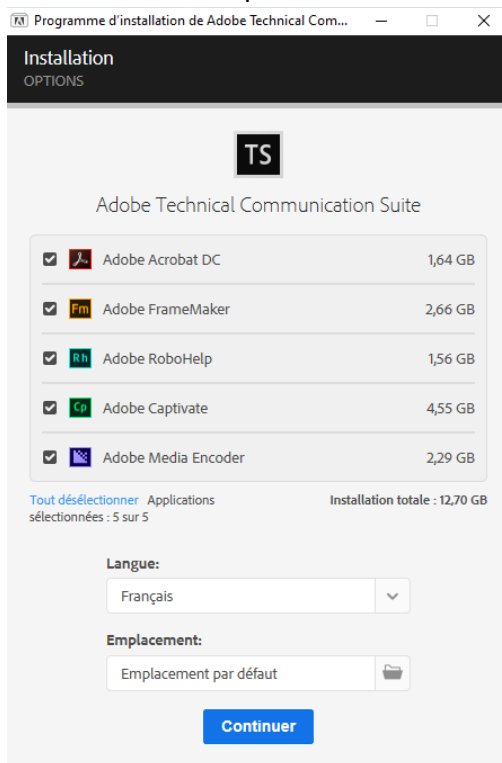 Programme d'installation de Adobe Technical Com...
Installation
OPTIONS
TS
Adobe Technical Communication Suite
Adobe Acrobat DC 1,64 GB
Fm Adobe FrameMaker 2,66 GB
Rh Adobe RoboHelp 1,56 GB
Cp Adobe Captivate 4,55 GB
Adobe Media Encoder 2,29 GB
Tout désélectionner Applications Installation totale : 12,70 GB
sélectionnées : 5 sur 5
Langue:
Français
Emplacement:
Emplacement par défaut
Continuer